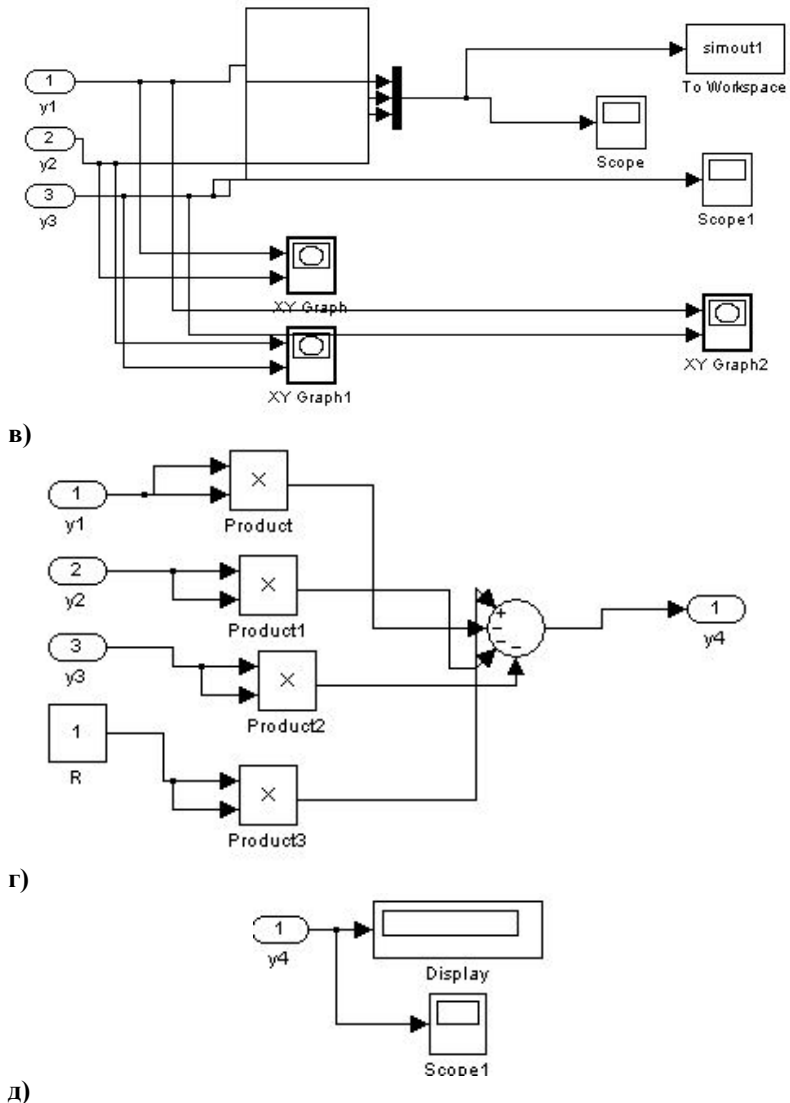 1
y1
2
y2
3
y3
simout1
To Workspace
Scope
Scope1
XY Graph
XY Graph1
XY Graph2
в)
1
y1
2
y2
3
y3
1
R
×
Product
×
Product1
×
Product2
×
Product3
+
−
−
−
1
y4
г)
1
y4
Display
Scope1
д)